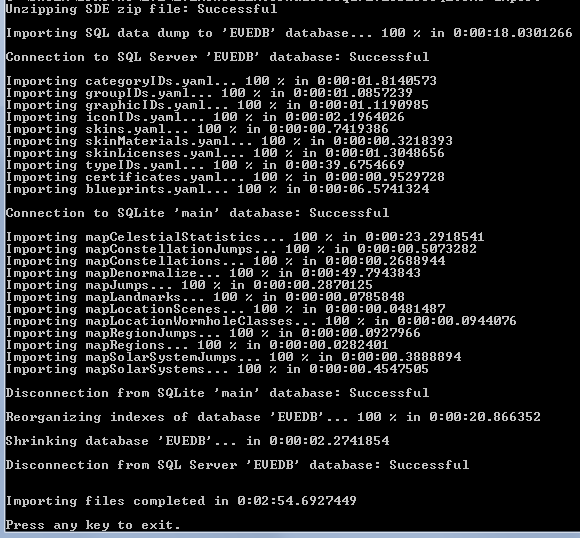 Unzipping SDE zip file: Successful
Importing SQL data dump to 'EVEDB' database... 100 % in 0:00:18.0301266
Connection to SQL Server 'EVEDB' database: Successful
Importing categoryIDs.yaml... 100 % in 0:00:01.8140573
Importing groupIDs.yaml... 100 % in 0:00:01.0857239
Importing graphicIDs.yaml... 100 % in 0:00:01.1190985
Importing iconIDs.yaml... 100 % in 0:00:02.1964026
Importing skins.yaml... 100 % in 0:00:00.7419386
Importing skinMaterials.yaml... 100 % in 0:00:00.3218393
Importing skinLicenses.yaml... 100 % in 0:00:01.3048656
Importing typeIDs.yaml... 100 % in 0:00:39.6754669
Importing certificates.yaml... 100 % in 0:00:00.9529728
Importing blueprints.yaml... 100 % in 0:00:06.5741324
Connection to SQLite 'main' database: Successful
Importing mapCelestialStatistics... 100 % in 0:00:23.2918541
Importing mapConstellationJumps... 100 % in 0:00:00.5073282
Importing mapConstellations... 100 % in 0:00:00.2688944
Importing mapDenormalize... 100 % in 0:00:49.7943843
Importing mapJumps... 100 % in 0:00:00.2870125
Importing mapLandmarks... 100 % in 0:00:00.0785848
Importing mapLocationScenes... 100 % in 0:00:00.0481487
Importing mapLocationWormholeClasses... 100 % in 0:00:00.0944076
Importing mapRegionJumps... 100 % in 0:00:00.0927966
Importing mapRegions... 100 % in 0:00:00.0282401
Importing mapSolarSystemJumps... 100 % in 0:00:00.3888894
Importing mapSolarSystems... 100 % in 0:00:00.4547505
Disconnection from SQLite 'main' database: Successful
Reorganizing indexes of database 'EVEDB'... 100 % in 0:00:20.866352
Shrinking database 'EVEDB'... in 0:00:02.2741854
Disconnection from SQL Server 'EVEDB' database: Successful
Importing files completed in 0:02:54.6927449
Press any key to exit.